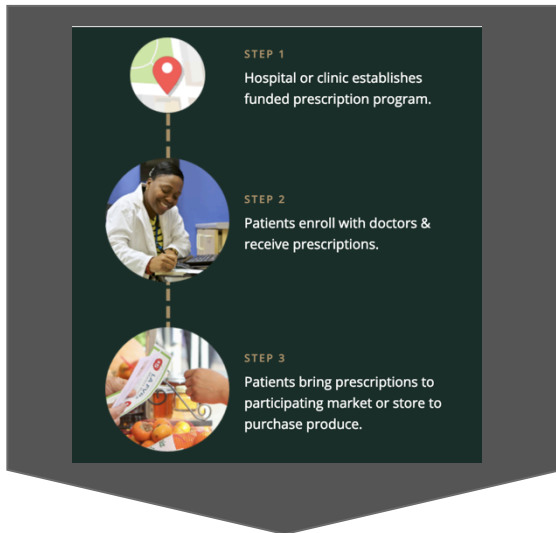 STEP 1
Hospital or clinic establishes
funded prescription program.
STEP 2
Patients enroll with doctors &
receive prescriptions.
STEP 3
Patients bring prescriptions to
participating market or store to
purchase produce.